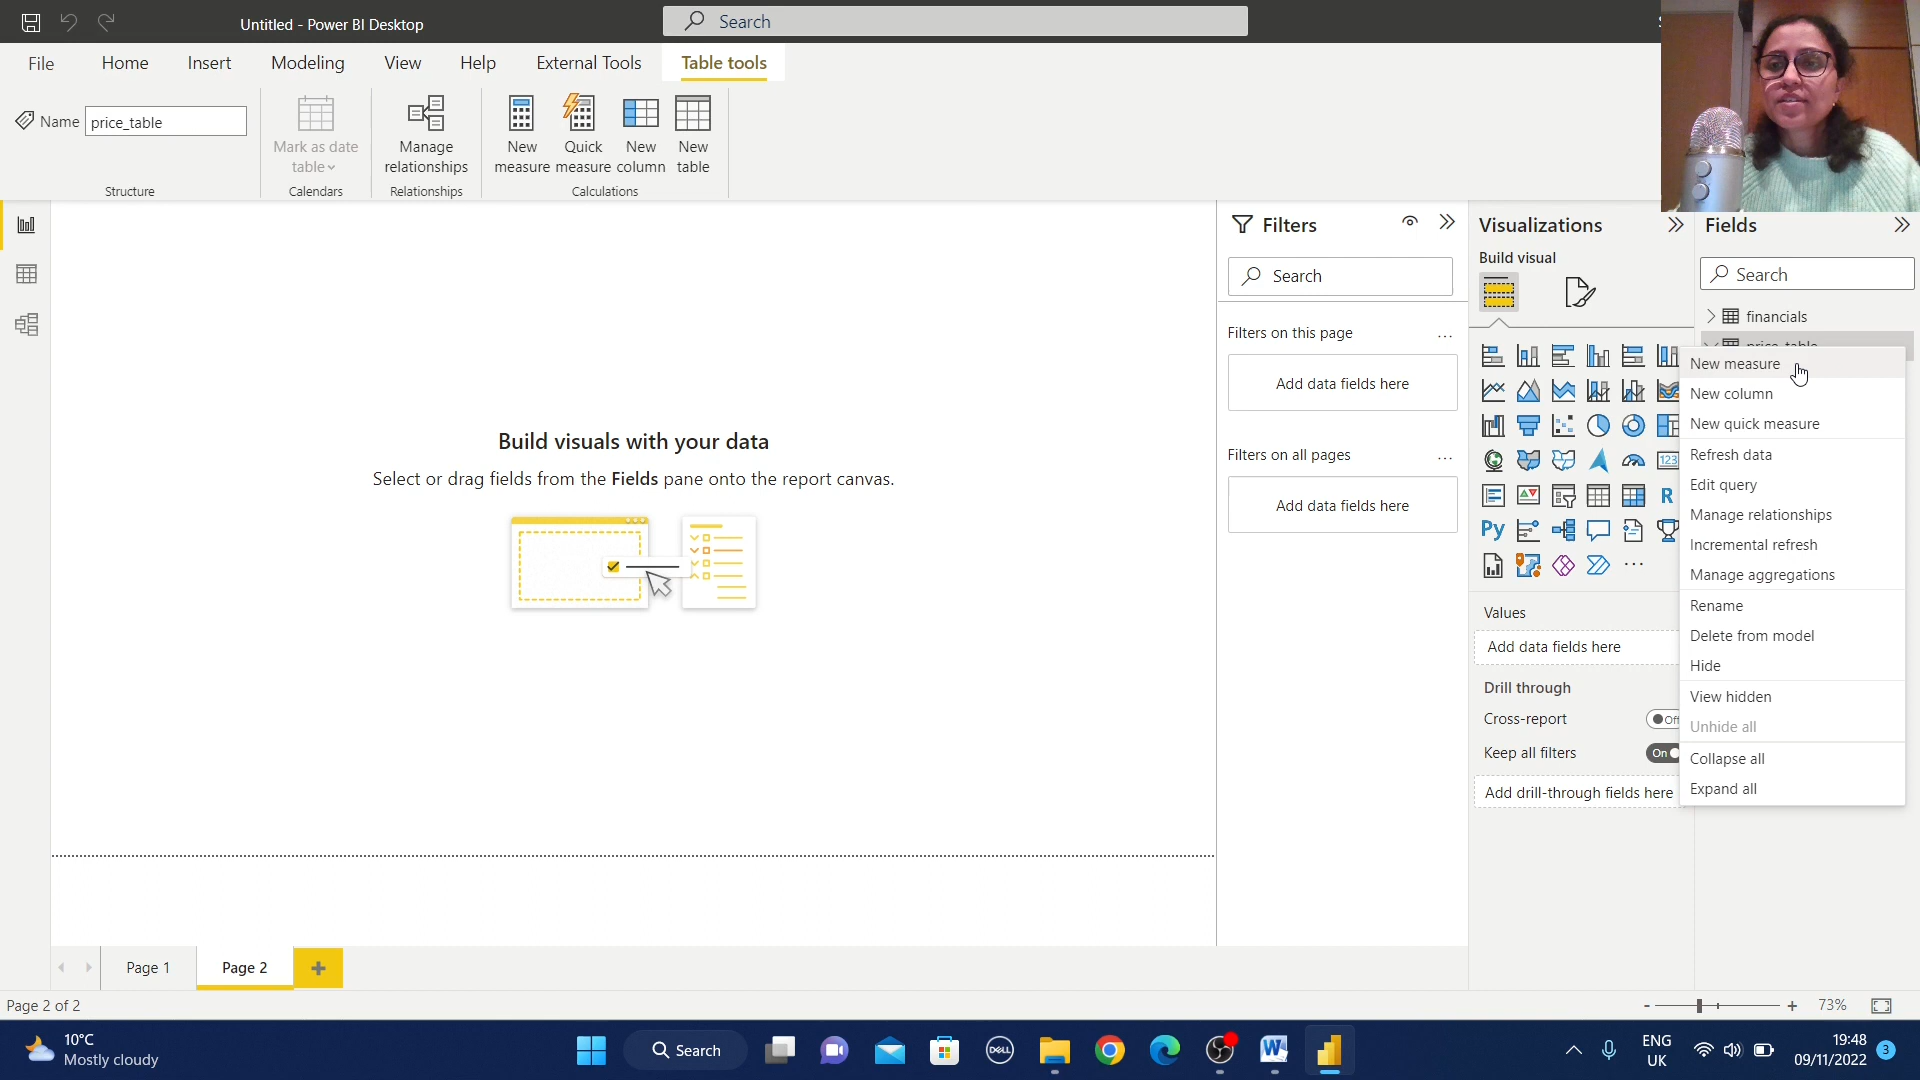 Untitled - Power BI Desktop
Search
File
Home
Insert
Modeling
View
Help
External Tools
Table tools
Name
price_table
Mark as date
table
New
measure
Quick
measure
New
column
New
table
Manage
relationships
Structure
Calendars
Relationships
Calculations
Filters
Search
Filters on this page
...
Add data fields here
Filters on all pages
...
Add data fields here
Visualizations
Build visual
123
R
Py
...
Values
Add data fields here
Drill through
Cross-report
Off
Keep all filters
On
Add drill-through fields here
Fields
Search
financials
price_table
New measure
New column
New quick measure
Refresh data
Edit query
Manage relationships
Incremental refresh
Manage aggregations
Rename
Delete from model
Hide
View hidden
Unhide all
Collapse all
Expand all
Build visuals with your data
Select or drag fields from the Fields pane onto the report canvas.
Page 1
Page 2
+
Page 2 of 2
- + 73%
10°C
Mostly cloudy
Search
DELL
W
ENG
UK
19:48
09/11/2022
3